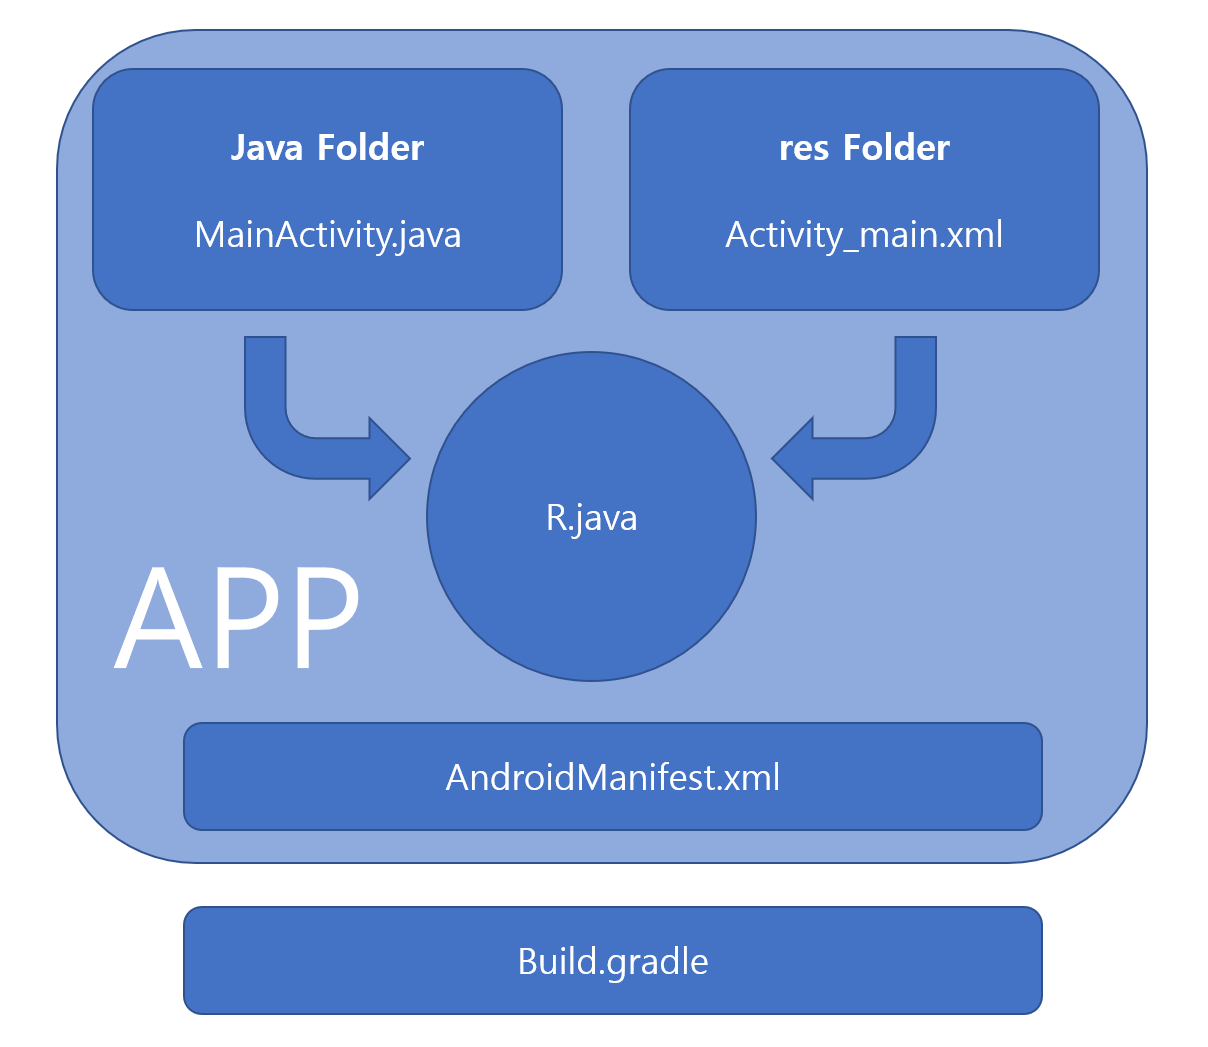 Java Folder
MainActivity.java
res Folder
Activity_main.xml
R.java
APP
AndroidManifest.xml
Build.gradle